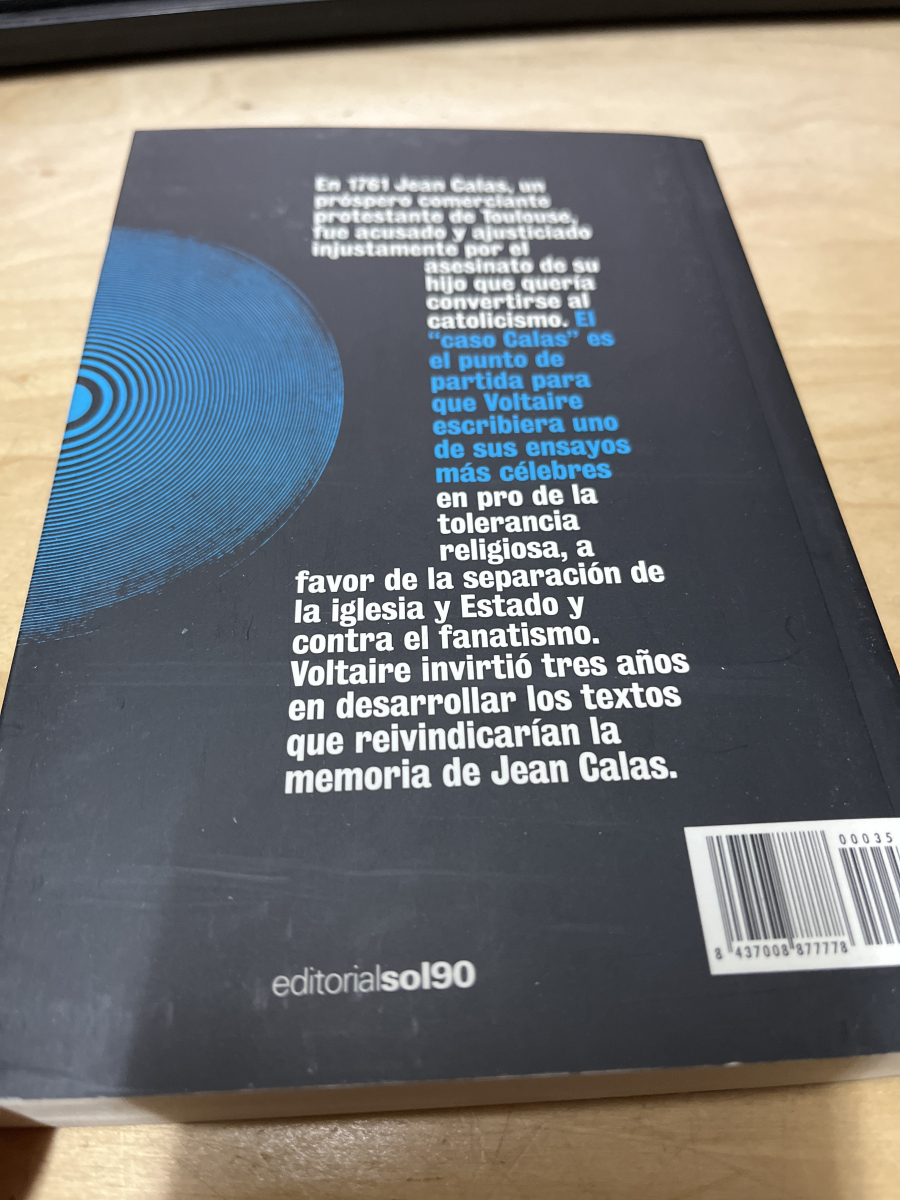 En 1761 Jean Calas, un
próspero comerciante
protestante de Toulouse,
fue acusado y ajusticiado
injustamente por el
asesinato de su
hijo que quería
convertirse al
catolicismo. El
“caso Calas” es
el punto de
partida para
que Voltaire
escribiera uno
de sus ensayos
más célebres
en pro de la
tolerancia
religiosa, a
favor de la separación de
la iglesia y Estado y
contra el fanatismo.
Voltaire invirtió tres años
en desarrollar los textos
que reivindicarían la
memoria de Jean Calas.
00035
8 437008 877778
editorialsol90